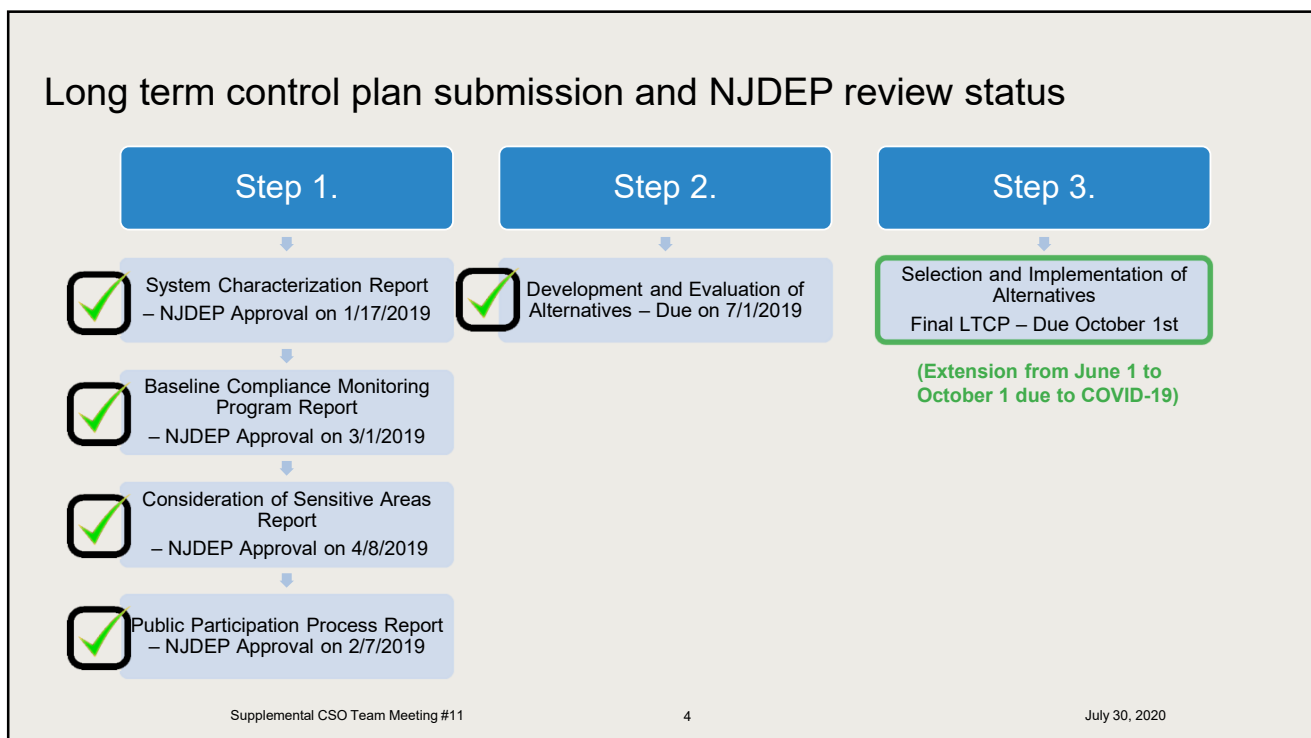 Long term control plan submission and NJDEP review status
Step 1.
System Characterization Report
– NJDEP Approval on 1/17/2019
Baseline Compliance Monitoring
Program Report
– NJDEP Approval on 3/1/2019
Consideration of Sensitive Areas
Report
– NJDEP Approval on 4/8/2019
Public Participation Process Report
– NJDEP Approval on 2/7/2019
Step 2.
Development and Evaluation of
Alternatives – Due on 7/1/2019
Step 3.
Selection and Implementation of
Alternatives
Final LTCP – Due October 1st
(Extension from June 1 to
October 1 due to COVID-19)
Supplemental CSO Team Meeting #11
4
July 30, 2020